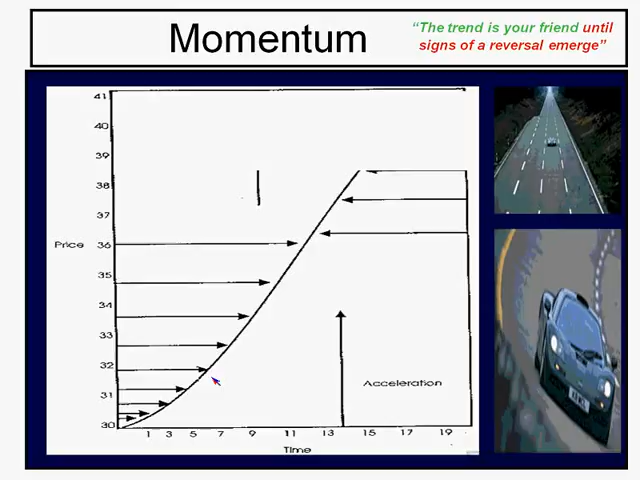 Momentum
“The trend is your friend until
signs of a reversal emerge”
41
40
39
38
37
Price 36
35
34
33
32
31
30
1 3 5 7 9 11 13 15 17 19
Acceleration
Time